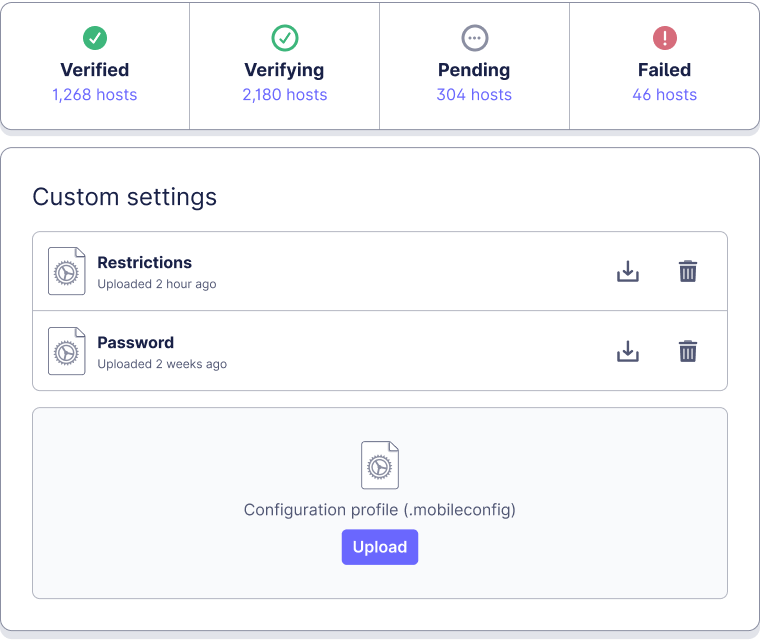 Verified
1,268 hosts
Verifying
2,180 hosts
Pending
304 hosts
Failed
46 hosts
Custom settings
Restrictions
Uploaded 2 hour ago
Password
Uploaded 2 weeks ago
Configuration profile (.mobileconfig)
Upload